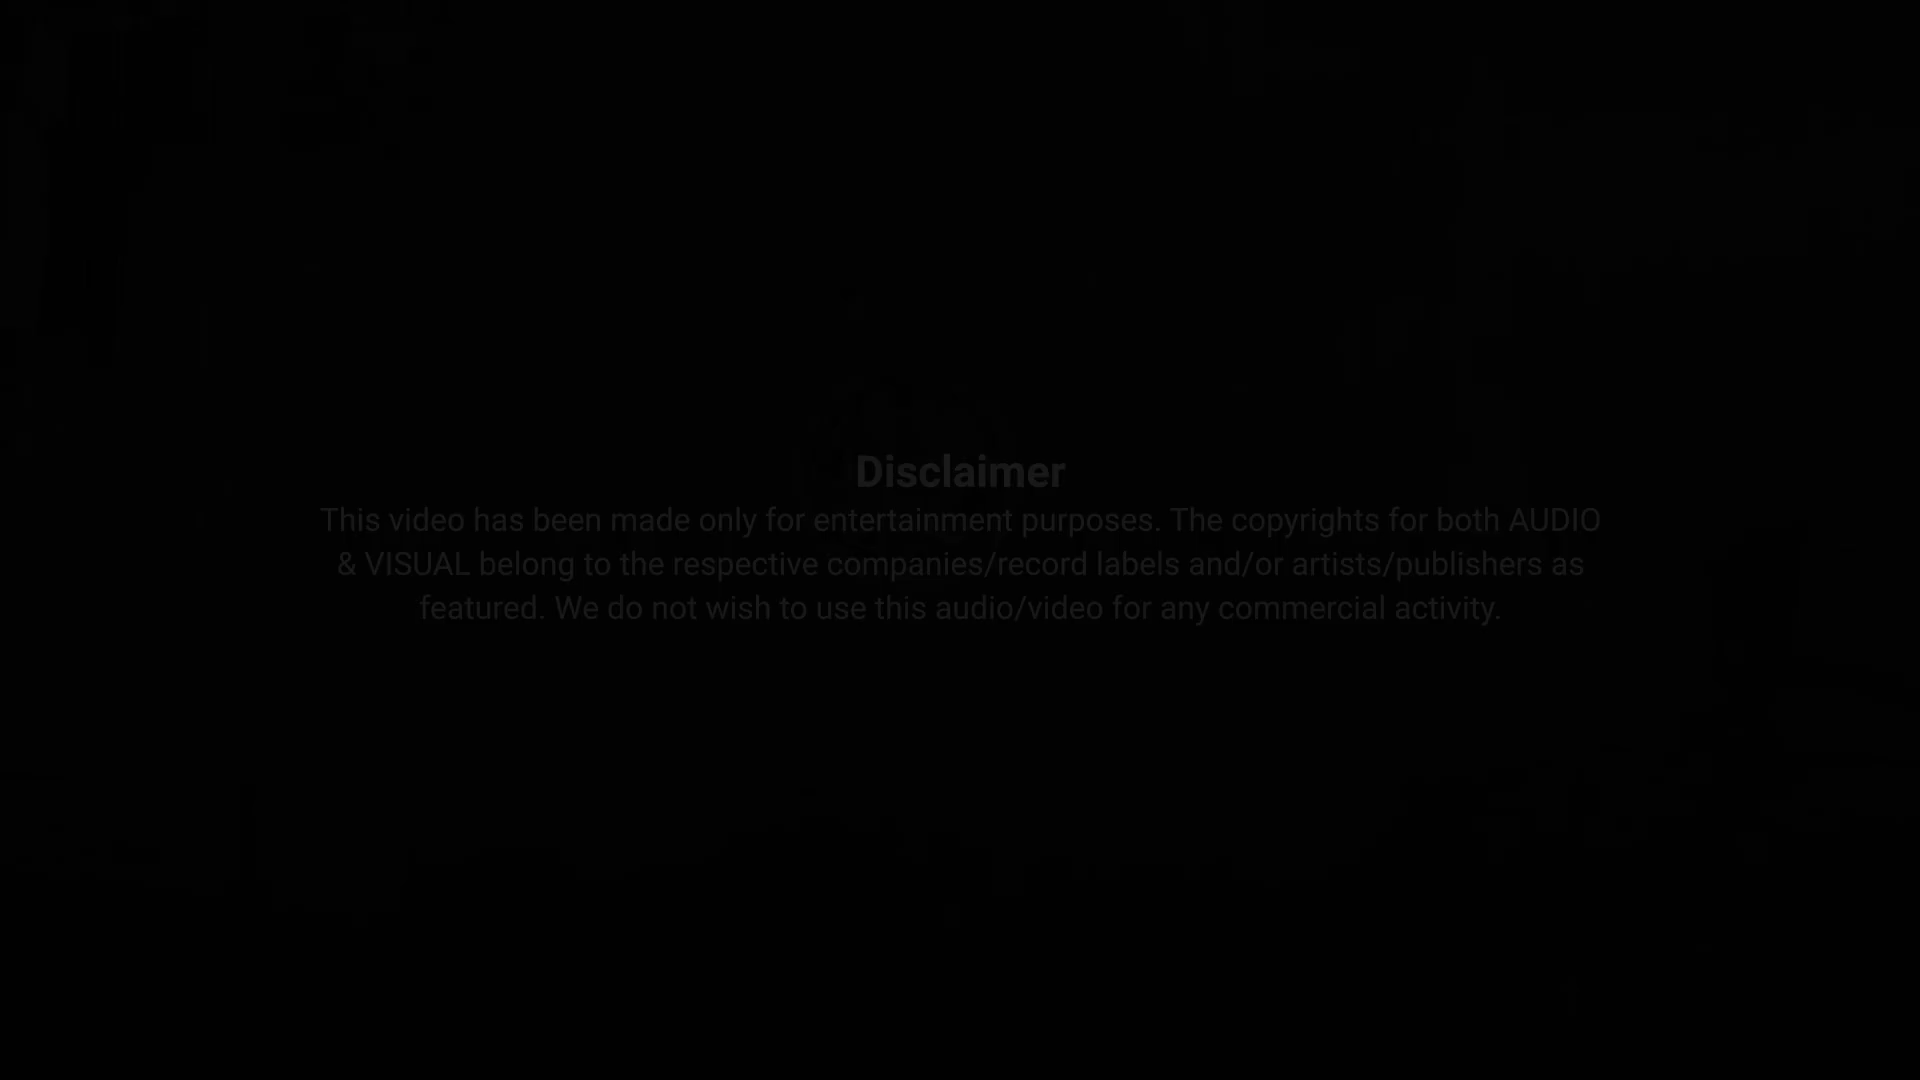 Disclaimer
This video has been made only for entertainment purposes. The copyrights for both AUDIO
& VISUAL belong to the respective companies/record labels and/or artists/publishers as
featured. We do not wish to use this audio/video for any commercial activity.